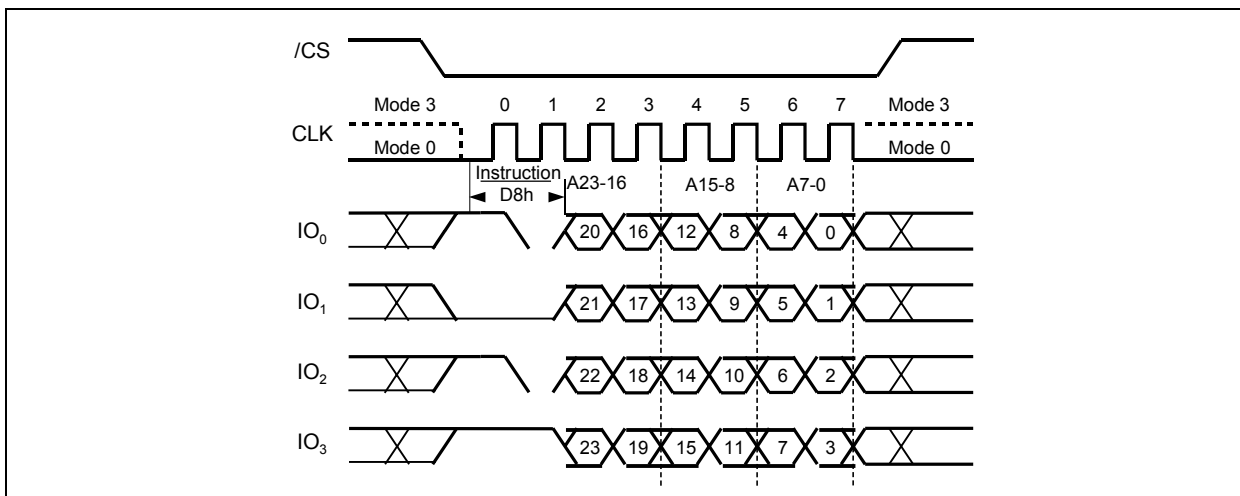 /CS
Mode 3 0 1 2 3 4 5 6 7 Mode 3
CLK
Mode 0 Mode 0
Instruction
D8h
A23-16 A15-8 A7-0
IO0 20 16 12 8 4 0
IO1 21 17 13 9 5 1
IO2 22 18 14 10 6 2
IO3 23 19 15 11 7 3